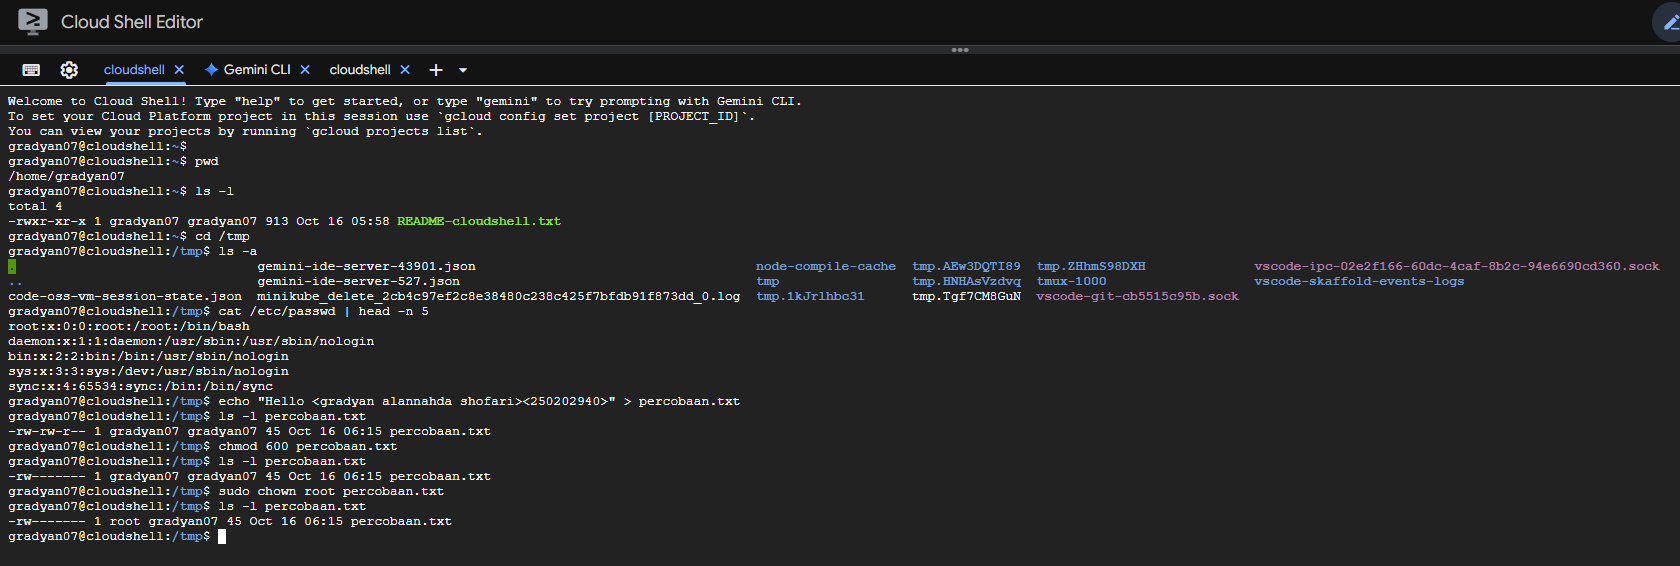 Cloud Shell Editor
cloudshell × Gemini CLI × cloudshell × +
Welcome to Cloud Shell! Type "help" to get started, or type "gemini" to try prompting with Gemini CLI.
To set your Cloud Platform project in this session use `gcloud config set project [PROJECT_ID]`.
You can view your projects by running `gcloud projects list`.
gradyan07@cloudshell:~$
gradyan07@cloudshell:~$ pwd
/home/gradyan07
gradyan07@cloudshell:~$ ls -l
total 4
-rwxr-xr-x 1 gradyan07 gradyan07 913 Oct 16 05:58 README-cloudshell.txt
gradyan07@cloudshell:~$ cd /tmp
gradyan07@cloudshell:/tmp$ ls -a
. gemini-ide-server-43901.json node-compile-cache tmp.AEw3DQTI89 tmp.ZHhmS98DXH vscode-ipc-02e2f166-60dc-4caf-8b2c-94e6690cd360.sock
.. gemini-ide-server-527.json tmp tmp.HNHAsVzdvq tmux-1000 vscode-skaffold-events-logs
code-oss-vm-session-state.json minikube_delete_2cb4c97ef2c8e38480c238c425f7bfdb91f873dd_0.log tmp.1kJrlhbc31 tmp.Tgf7CM8GuN vscode-git-cb5515c95b.sock
gradyan07@cloudshell:/tmp$ cat /etc/passwd | head -n 5
root:x:0:0:root:/root:/bin/bash
daemon:x:1:1:daemon:/usr/sbin:/usr/sbin/nologin
bin:x:2:2:bin:/bin:/usr/sbin/nologin
sys:x:3:3:sys:/dev:/usr/sbin/nologin
sync:x:4:65534:sync:/bin:/bin/sync
gradyan07@cloudshell:/tmp$ echo "Hello <gradyan alannahda shofari><250202940>" > percobaan.txt
gradyan07@cloudshell:/tmp$ ls -l percobaan.txt
-rw-rw-r-- 1 gradyan07 gradyan07 45 Oct 16 06:15 percobaan.txt
gradyan07@cloudshell:/tmp$ chmod 600 percobaan.txt
gradyan07@cloudshell:/tmp$ ls -l percobaan.txt
-rw------- 1 gradyan07 gradyan07 45 Oct 16 06:15 percobaan.txt
gradyan07@cloudshell:/tmp$ sudo chown root percobaan.txt
gradyan07@cloudshell:/tmp$ ls -l percobaan.txt
-rw------- 1 root gradyan07 45 Oct 16 06:15 percobaan.txt
gradyan07@cloudshell:/tmp$